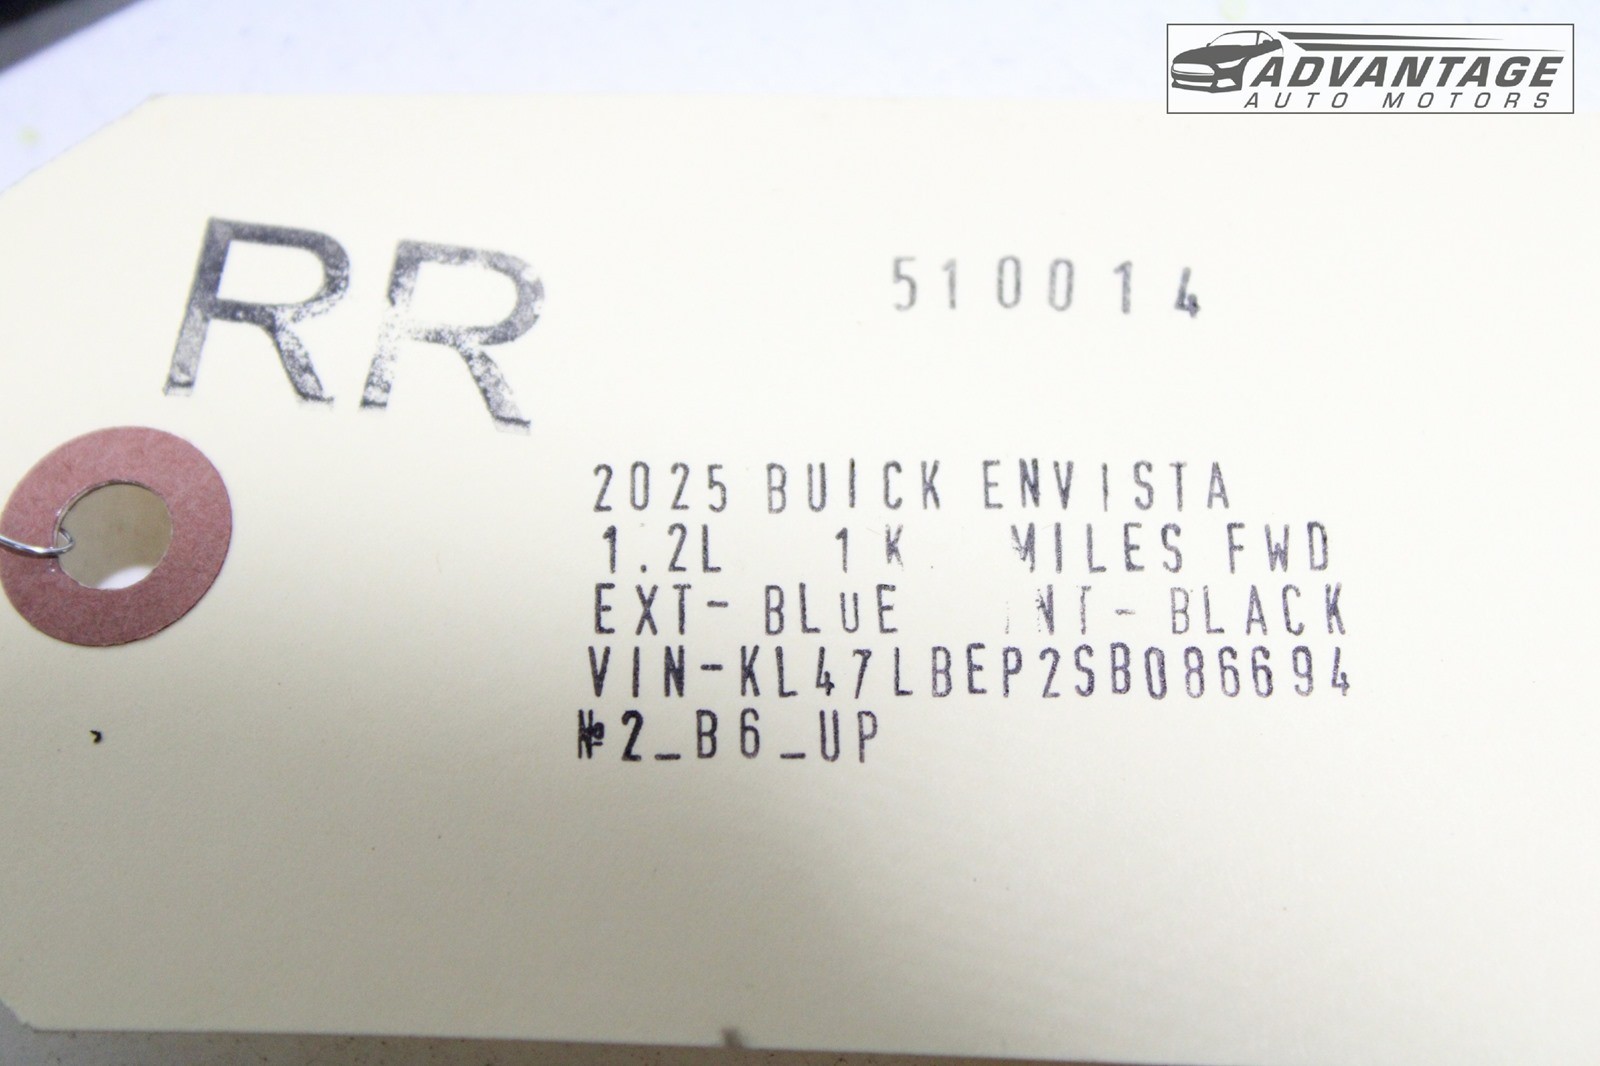 ADVANTAGE
AUTO MOTORS
RR
510014
2025 BUICK ENVISTA
1.2L 1K MILES FWD
EXT- BLUE INT- BLACK
VIN-KL47LBEP2SB086694
№2_B6_UP